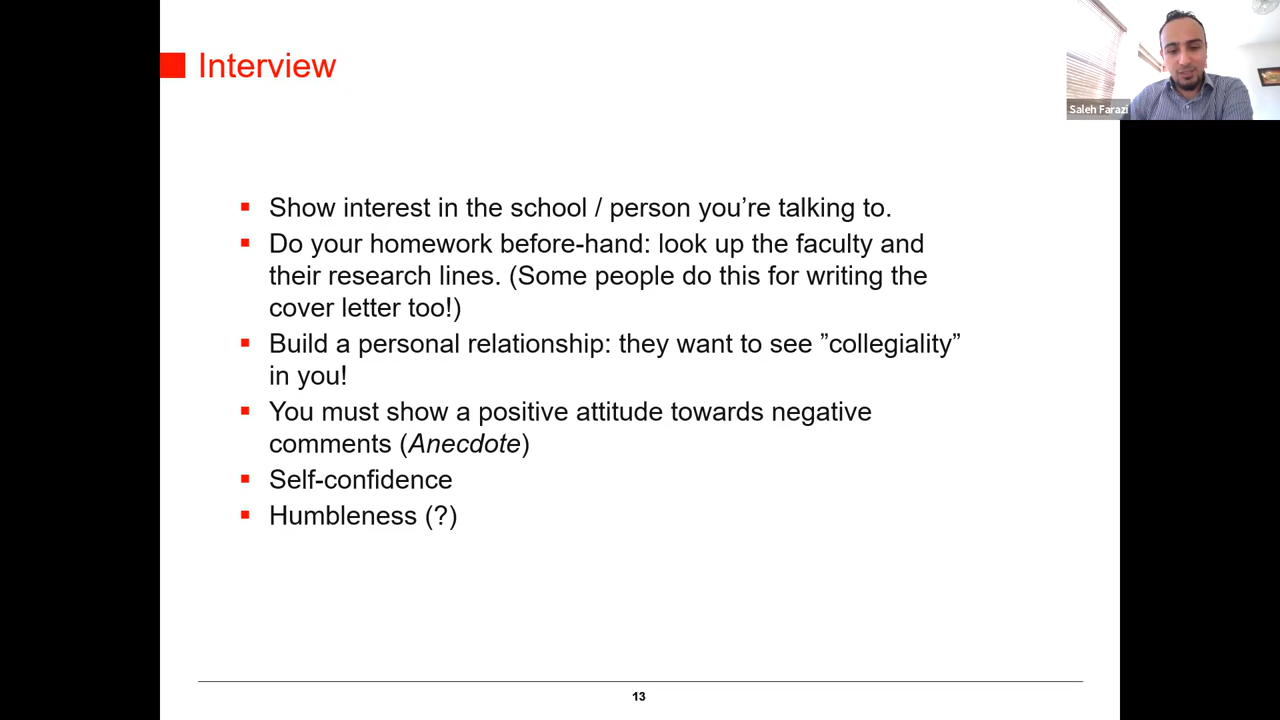 Interview
Saleh Farazi
▪ Show interest in the school / person you’re talking to.
▪ Do your homework before-hand: look up the faculty and
their research lines. (Some people do this for writing the
cover letter too!)
▪ Build a personal relationship: they want to see ”collegiality”
in you!
▪ You must show a positive attitude towards negative
comments (Anecdote)
▪ Self-confidence
▪ Humbleness (?)
13